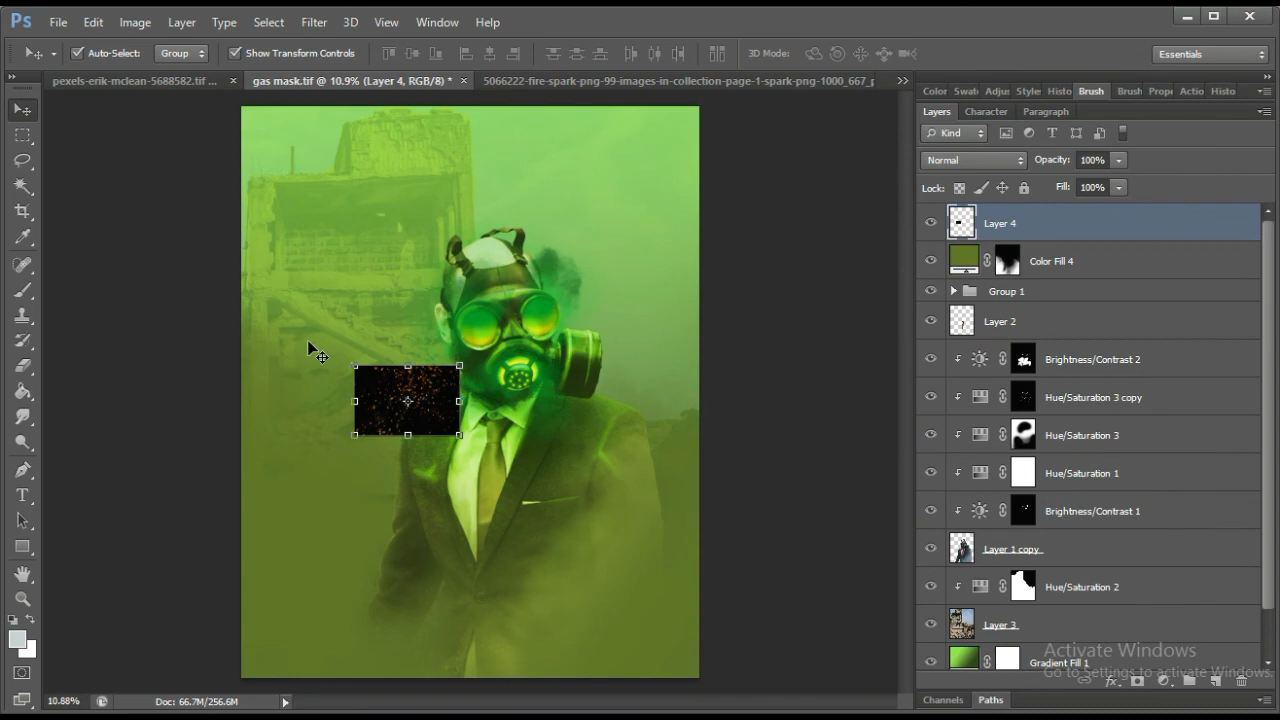 Ps File Edit Image Layer Type Select Filter 3D View Window Help
Auto-Select: Group Show Transform Controls 3D Mode: Essentials
pexels-erik-mclean-5688582.tif ... × gas mask.tif @ 10.9% (Layer 4, RGB/8) * × 5066222-fire-spark-png-99-images-in-collection-page-1-spark-png-1000_667_p
Color Swat Adjus Style Histo Brush Brush Prope Actio Histo
Layers Character Paragraph
Kind
Normal Opacity: 100%
Lock: Fill: 100%
Layer 4
Color Fill 4
Group 1
Layer 2
Brightness/Contrast 2
Hue/Saturation 3 copy
Hue/Saturation 3
Hue/Saturation 1
Brightness/Contrast 1
Layer 1 copy
Hue/Saturation 2
Layer 3
Activate Windows
Gradient Fill 1
Go to Settings to activate Windows.
Channels Paths
10.88% Doc: 66.7M/256.6M